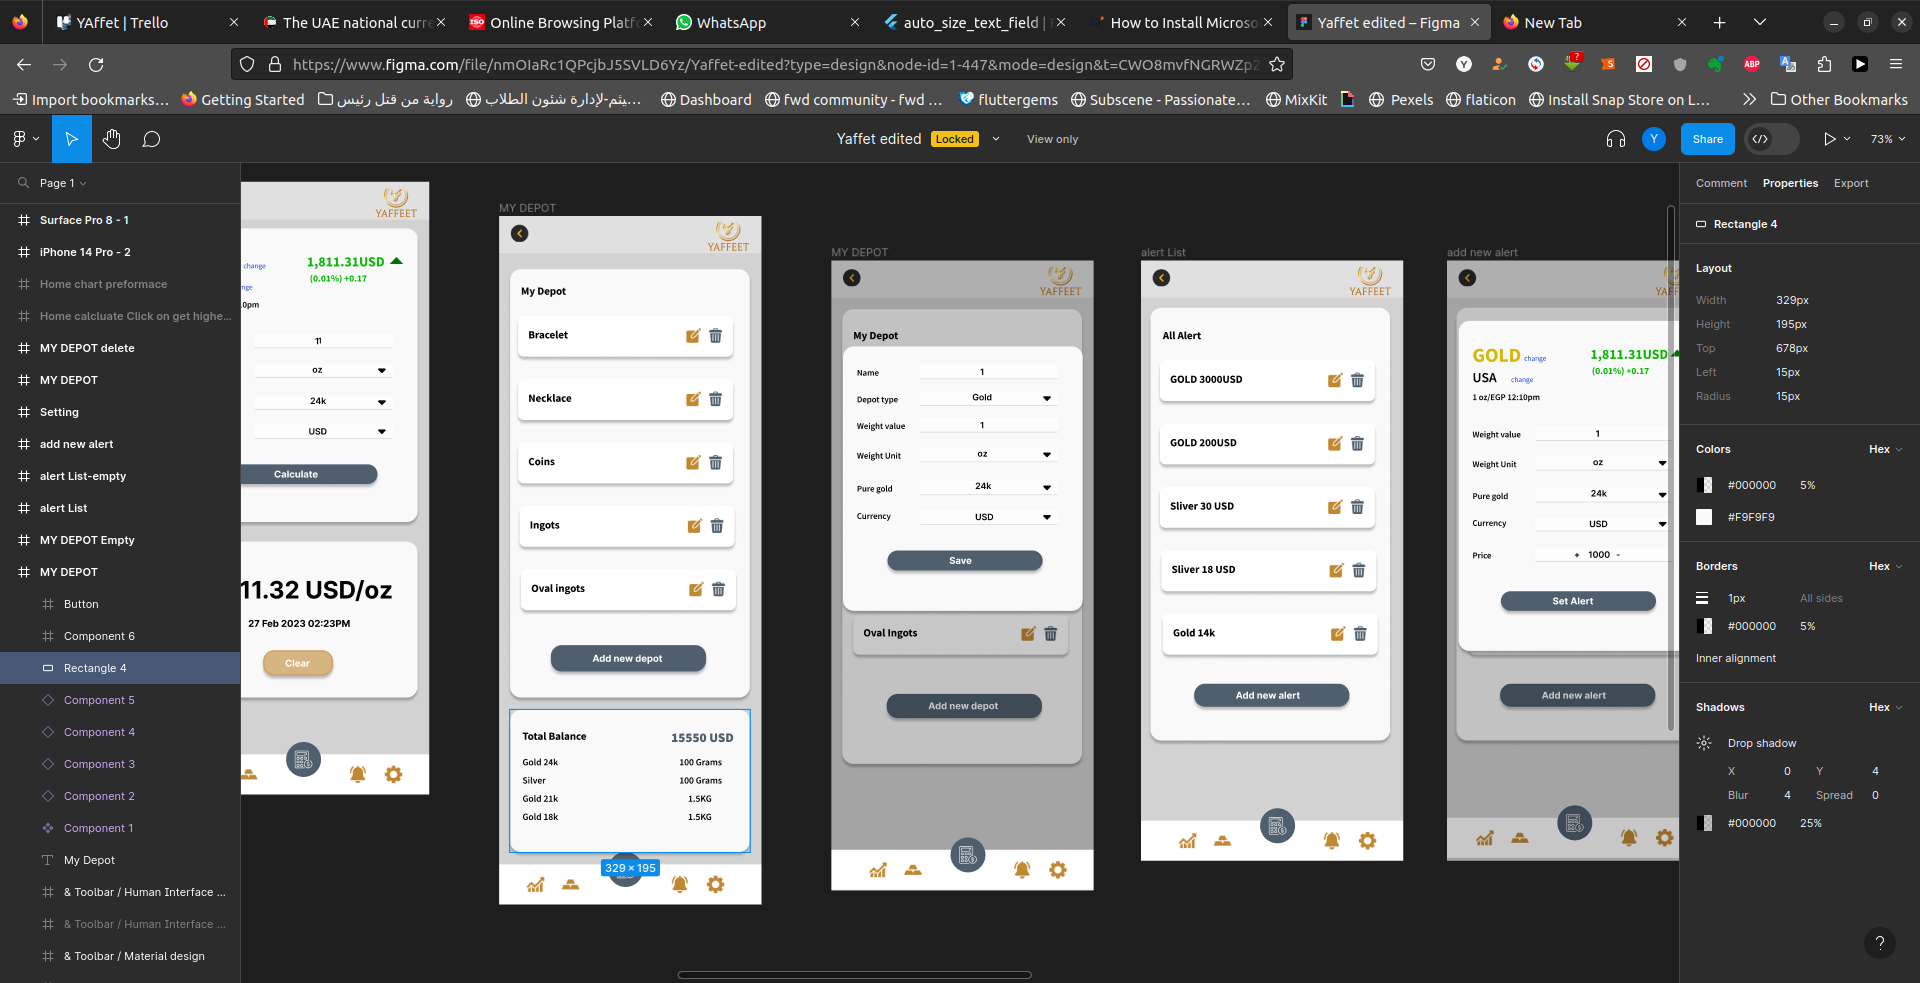 YAffet | Trello
The UAE national curre
Online Browsing Platfo
WhatsApp
auto_size_text_field |
How to Install Microso
Yaffet edited – Figma
New Tab
https://www.figma.com/file/nmOIaRc1QPcjbJ5SVLD6Yz/Yaffet-edited?type=design&node-id=1-447&mode=design&t=CWO8mvfNGRWZp2
Import bookmarks…
Getting Started
رواية من قتل رئيس
…يثم-لإدارة شئون الطلاب
Dashboard
fwd community - fwd …
fluttergems
Subscene - Passionate…
MixKit
Pexels
flaticon
Install Snap Store on L…
Other Bookmarks
Yaffet edited
Locked
View only
Y
Share
73%
Page 1
Surface Pro 8 - 1
iPhone 14 Pro - 2
Home chart preformace
Home calcluate Click on get highe...
MY DEPOT delete
MY DEPOT
Setting
add new alert
alert List-empty
alert List
MY DEPOT Empty
MY DEPOT
Button
Component 6
Rectangle 4
Component 5
Component 4
Component 3
Component 2
Component 1
My Depot
& Toolbar / Human Interface ...
& Toolbar / Human Interface ...
& Toolbar / Material design
YAFFEET
change
1,811.31USD
(0.01%) +0.17
nge
0pm
11
oz
24k
USD
Calculate
11.32 USD/oz
27 Feb 2023 02:23PM
Clear
MY DEPOT
YAFFEET
My Depot
Bracelet
Necklace
Coins
Ingots
Oval ingots
Add new depot
Total Balance
15550 USD
Gold 24k
100 Grams
Silver
100 Grams
Gold 21k
1.5KG
Gold 18k
1.5KG
329 × 195
MY DEPOT
YAFFEET
My Depot
Name
1
Depot type
Gold
Weight value
1
Weight Unit
oz
Pure gold
24k
Currency
USD
Save
Oval Ingots
Add new depot
alert List
YAFFEET
All Alert
GOLD 3000USD
GOLD 200USD
Sliver 30 USD
Sliver 18 USD
Gold 14k
Add new alert
add new alert
YAF
GOLD
change
1,811.31USD
(0.01%) +0.17
USA
change
1 oz/EGP 12:10pm
Weight value
1
Weight Unit
oz
Pure gold
24k
Currency
USD
Price
+ 1000 -
Set Alert
Add new alert
Comment
Properties
Export
Rectangle 4
Layout
Width
329px
Height
195px
Top
678px
Left
15px
Radius
15px
Colors
Hex
#000000
5%
#F9F9F9
Borders
Hex
1px
All sides
#000000
5%
Inner alignment
Shadows
Hex
Drop shadow
X
0
Y
4
Blur
4
Spread
0
#000000
25%
?